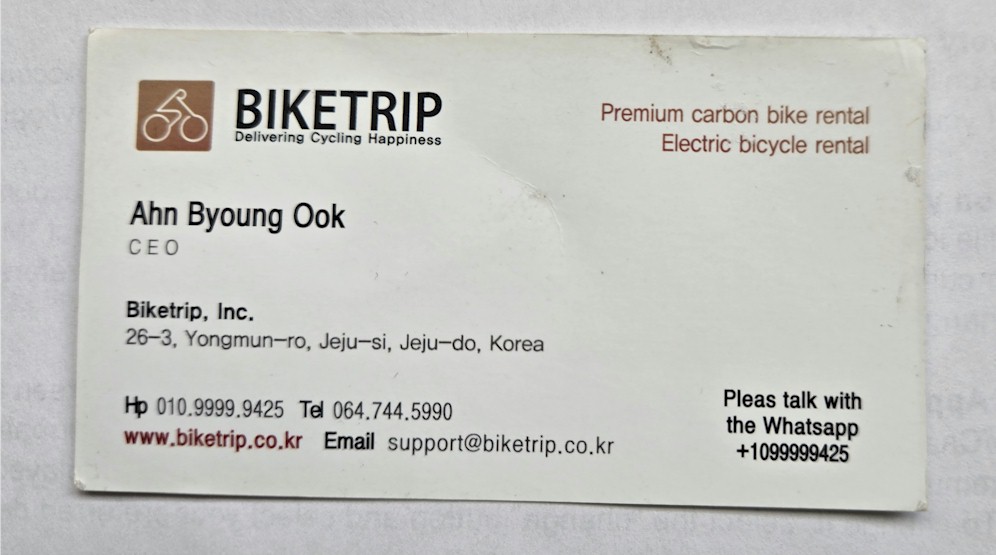 BIKETRIP
Delivering Cycling Happiness
Premium carbon bike rental
Electric bicycle rental
Ahn Byoung Ook
CEO
Biketrip, Inc.
26-3, Yongmun-ro, Jeju-si, Jeju-do, Korea
Hp 010.9999.9425 Tel 064.744.5990
www.biketrip.co.kr Email support@biketrip.co.kr
Pleas talk with
the Whatsapp
+1099999425